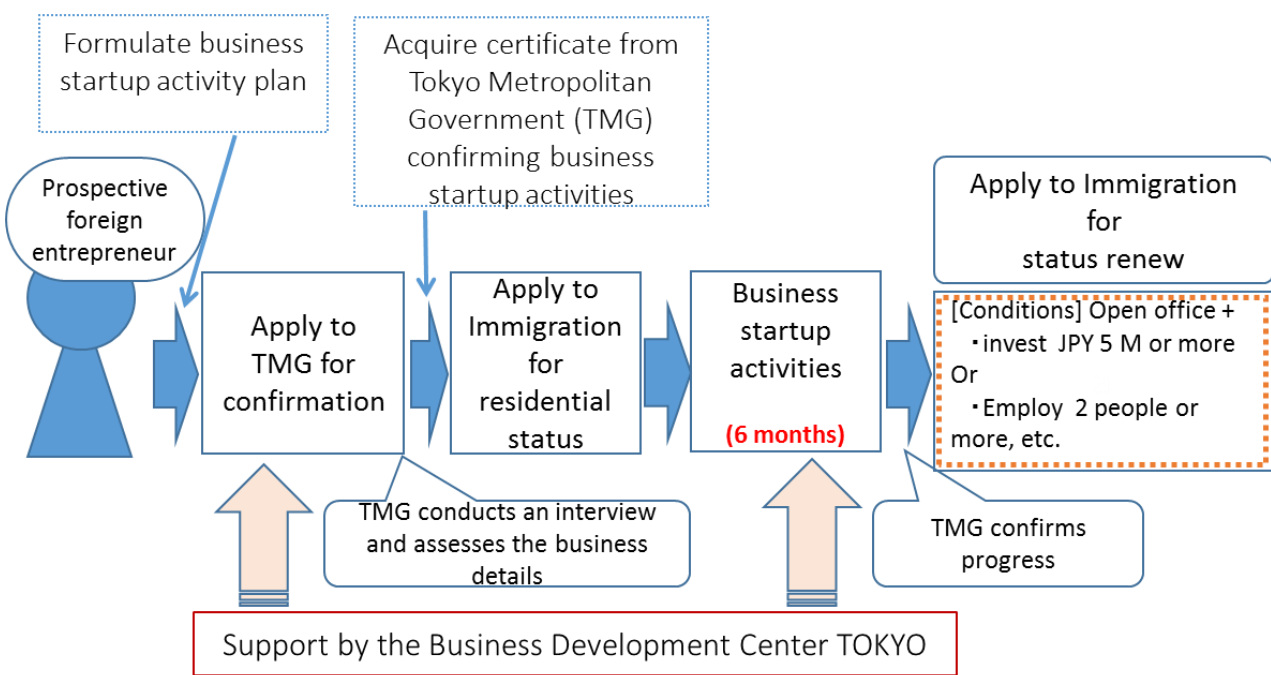 Formulate business
startup activity plan
Acquire certificate from
Tokyo Metropolitan
Government (TMG)
confirming business
startup activities
Prospective
foreign
entrepreneur
Apply to
TMG for
confirmation
Apply to
Immigration
for
residential
status
Business
startup
activities
(6 months)
Apply to Immigration
for
status renew
[Conditions] Open office +
・invest JPY 5 M or more
Or
・Employ 2 people or
more, etc.
TMG conducts an interview
and assesses the business
details
TMG confirms
progress
Support by the Business Development Center TOKYO